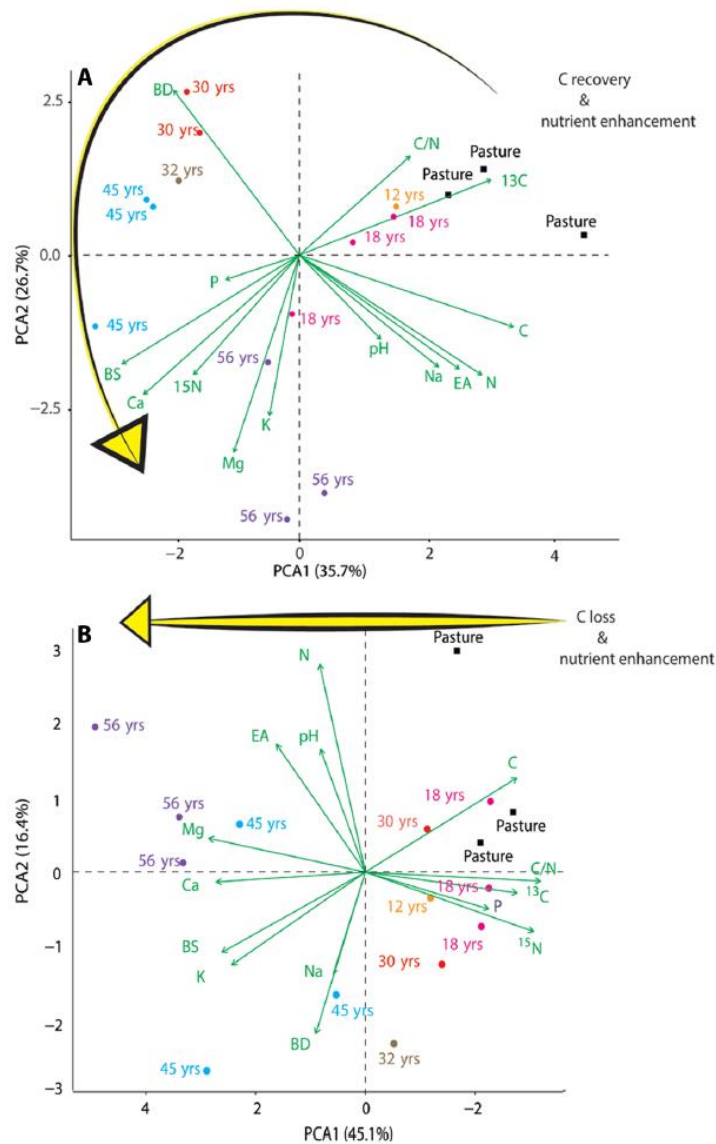 A
C recovery
&
nutrient enhancement
2.5
BD
30 yrs
30 yrs
C/N
Pasture
Pasture
32 yrs
13C
45 yrs
45 yrs
12 yrs
18 yrs
18 yrs
Pasture
0.0
P
45 yrs
18 yrs
C
pH
56 yrs
BS
15N
Na
EA
N
Ca
−2.5
K
Mg
56 yrs
56 yrs
PCA2 (26.7%)
−2
0
2
4
PCA1 (35.7%)
B
C loss
&
nutrient enhancement
Pasture
3
N
2
56 yrs
EA
pH
C
18 yrs
1
56 yrs
45 yrs
30 yrs
Pasture
Mg
Pasture
56 yrs
0
C/N
Ca
18 yrs
13C
12 yrs
P
18 yrs
15N
−1
BS
30 yrs
K
Na
45 yrs
−2
BD
32 yrs
45 yrs
−3
PCA2 (16.4%)
4
2
0
−2
PCA1 (45.1%)